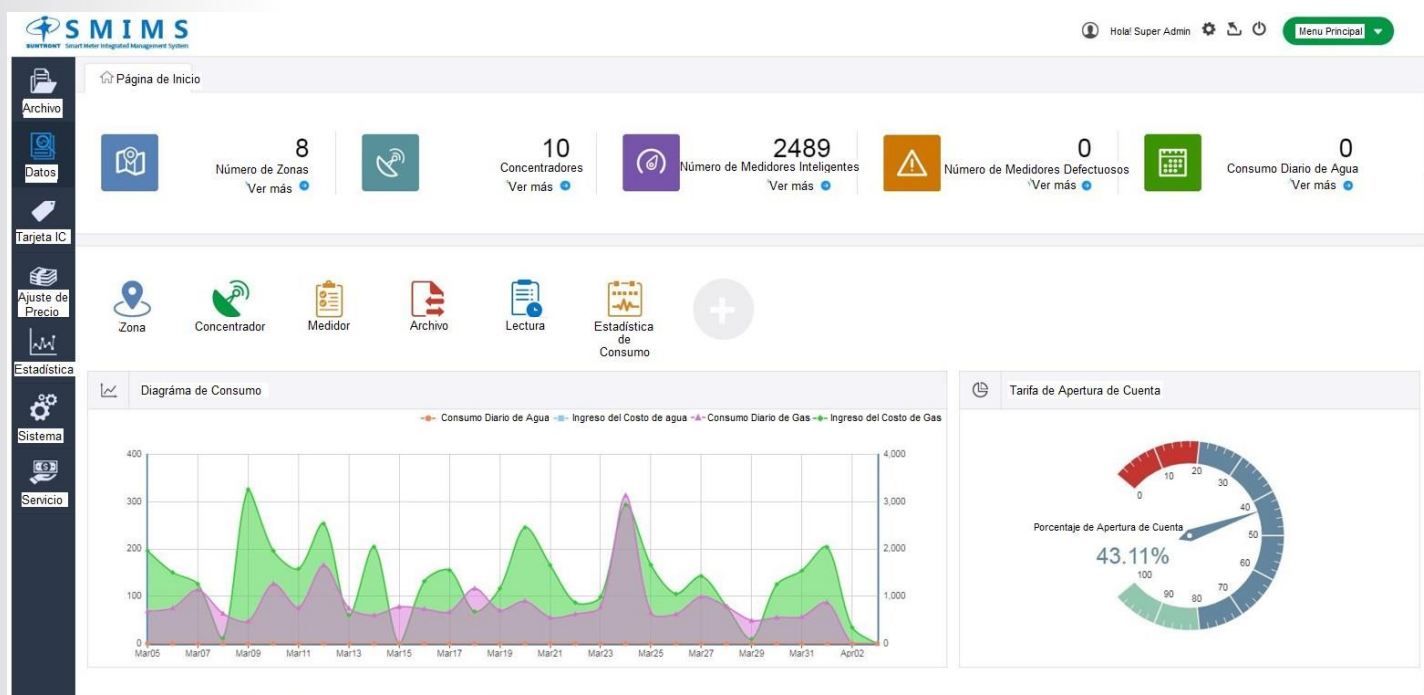 SMIMS
SUNTRONT Smart Meter Integrated Management System
Hola! Super Admin
Menu Principal
Página de Inicio
Archivo
Datos
Tarjeta IC
Ajuste de
Precio
Estadística
Sistema
Servicio
8
Número de Zonas
Ver más
10
Concentradores
Ver más
2489
Número de Medidores Inteligentes
Ver más
0
Número de Medidores Defectuosos
Ver más
0
Consumo Diario de Agua
Ver más
Zona
Concentrador
Medidor
Archivo
Lectura
Estadística
de
Consumo
Diagráma de Consumo
Consumo Diario de Agua Ingreso del Costo de agua Consumo Diario de Gas Ingreso del Costo de Gas
400 4,000
300 3,000
200 2,000
100 1,000
0 0
Mar05 Mar07 Mar09 Mar11 Mar13 Mar15 Mar17 Mar19 Mar21 Mar23 Mar25 Mar27 Mar29 Mar31 Apr02
Tarifa de Apertura de Cuenta
0 10 20 30 40 50 60 70 80 90 100
Porcentaje de Apertura de Cuenta
43.11%